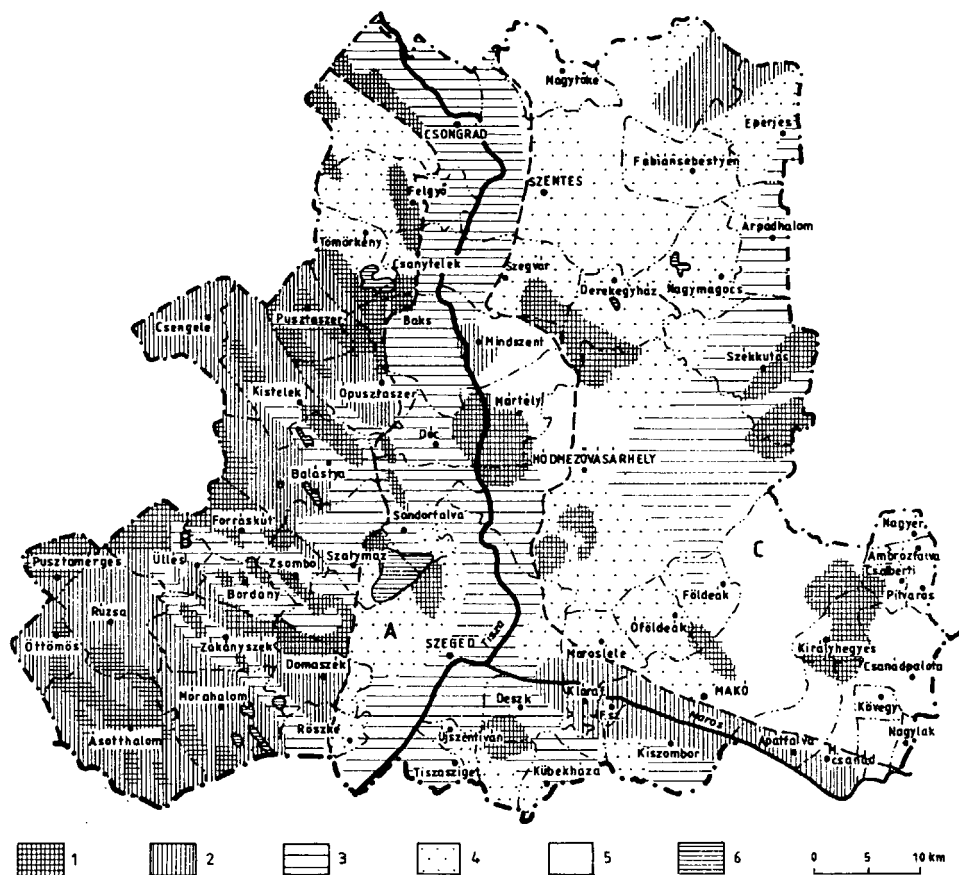 Nagytőke
Eperjes
CSONGRÁD
Fábiánsebestyén
SZENTES
Felgyő
Árpádhalom
Tömörkény
Csanytelek
Szegvár
Derekegyház
Nagymágocs
Pusztaszer
Baks
Csengele
Mindszent
Székkutas
Kistelek
Ópusztaszer
Mártély
Dóc
HÓDMEZŐVÁSÁRHELY
Balástya
Sándorfalva
Forráskút
Nagyér
B
C
Ambrózfalva
Pusztamérges
Üllés
Szatymaz
Csanádalberti
Zsombó
Pitvaros
Bordány
Földeák
Ruzsa
A
Óföldeák
Öttömös
Királyhegyes
Zákányszék
SZEGED
Tisza
Maroslele
Domaszék
Csanádpalota
Klárafalva
MAKÓ
Mórahalom
Deszk
Kövegy
F.sz.
Maros
Röszke
Nagylak
Ásotthalom
Újszentiván
Kiszombor
Apátfalva
M. csanád
Tiszasziget
Kübekháza
1 2 3 4 5 6 0 5 10 km